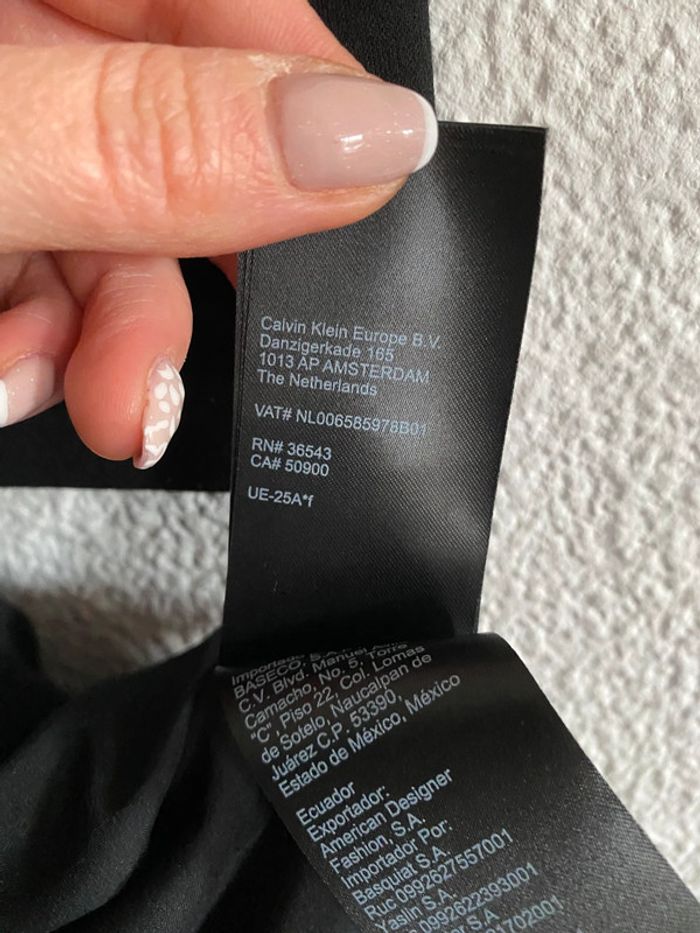 Calvin Klein Europe B.V.
Danzigerkade 165
1013 AP AMSTERDAM
The Netherlands
VAT# NL006585978B01
RN# 36543
CA# 50900
UE-25A*f
BASECO, S.A.
C.V. Blvd. Manuel
Camacho, No. 5, Torre
"C", Piso 22, Col. Lomas
de Sotelo, Naucalpan de
Juárez C.P. 53390,
Estado de México, México
Ecuador
Exportador:
American Designer
Fashion, S.A.
Importador Por:
Basquiat S.A.
Ruc 0992627557001
Yaslin S.A.
0992622393001
S.A